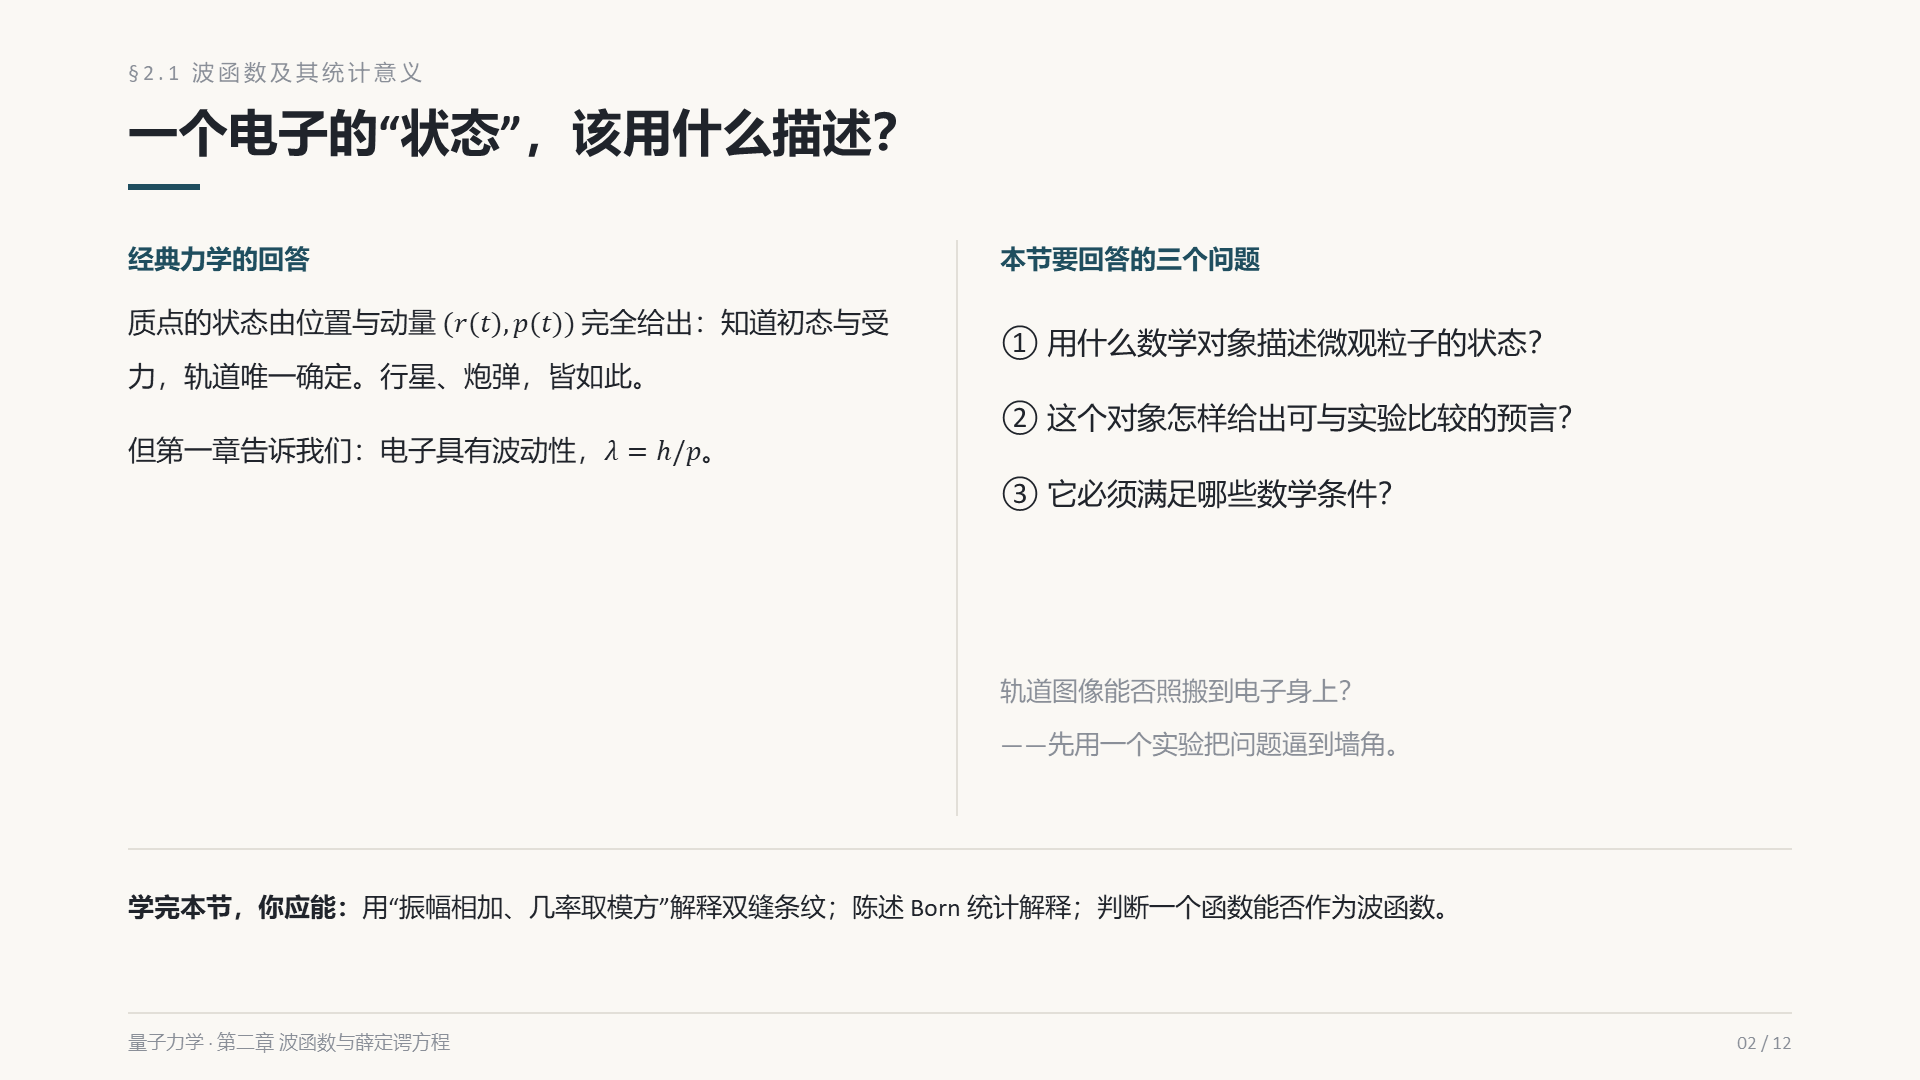 §2.1 波函数及其统计意义
一个电子的“状态”，该用什么描述？
经典力学的回答
质点的状态由位置与动量 (r(t), p(t)) 完全给出：知道初态与受
力，轨道唯一确定。行星、炮弹，皆如此。
但第一章告诉我们：电子具有波动性，λ = h/p。
本节要回答的三个问题
① 用什么数学对象描述微观粒子的状态？
② 这个对象怎样给出可与实验比较的预言？
③ 它必须满足哪些数学条件？
轨道图像能否照搬到电子身上？
——先用一个实验把问题逼到墙角。
学完本节，你应能：用“振幅相加、几率取模方”解释双缝条纹；陈述 Born 统计解释；判断一个函数能否作为波函数。
量子力学 · 第二章 波函数与薛定谔方程
02 / 12